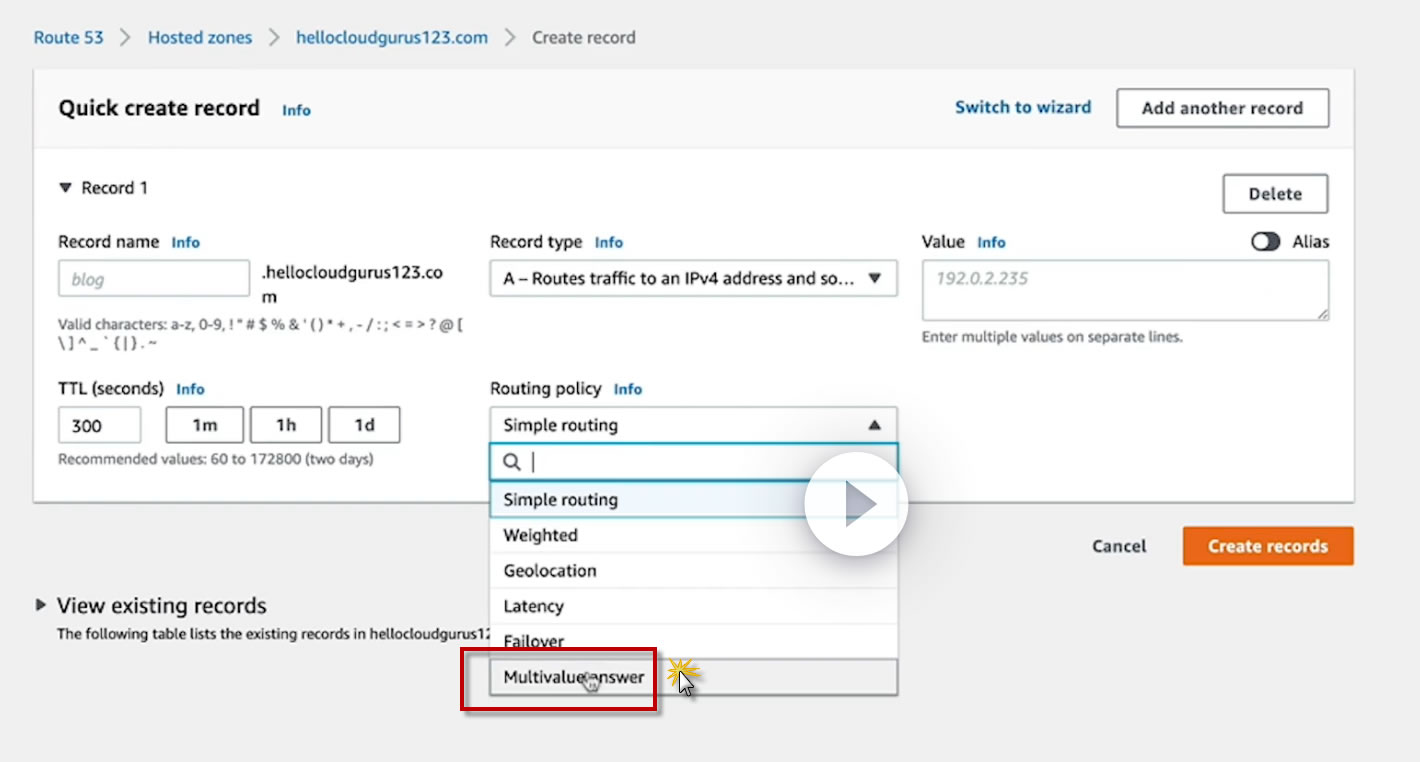 Route 53 > Hosted zones > hellocloudgurus123.com > Create record
Quick create record Info
Switch to wizard Add another record
▼ Record 1
Delete
Record name Info
blog .hellocloudgurus123.co
m
Valid characters: a-z, 0-9, ! " # $ % & ' ( ) * + , - / : ; < = > ? @ [
\ ] ^ _ ` { | } . ~
Record type Info
A – Routes traffic to an IPv4 address and so... ▼
Value Info Alias
192.0.2.235
Enter multiple values on separate lines.
TTL (seconds) Info
300 1m 1h 1d
Recommended values: 60 to 172800 (two days)
Routing policy Info
Simple routing ▲
Simple routing
Weighted
Geolocation
Latency
Failover
Multivalue answer
Cancel Create records
▶ View existing records
The following table lists the existing records in hellocloudgurus12